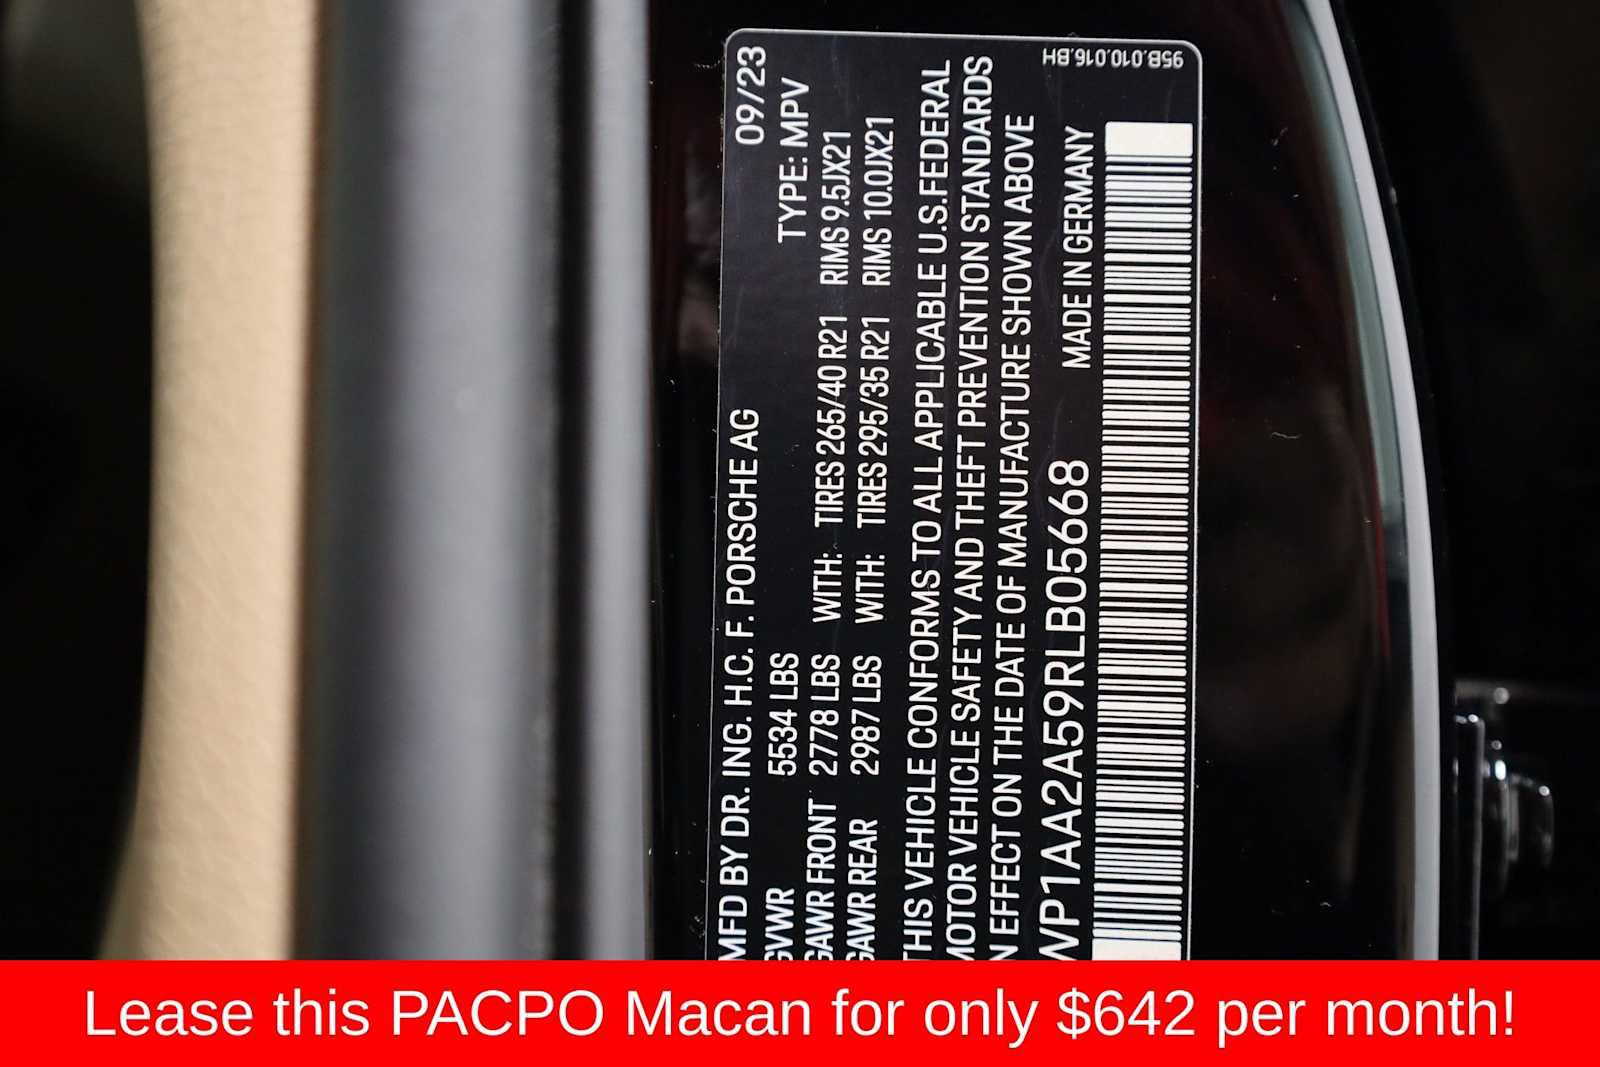 MFD BY DR. ING. H.C. F. PORSCHE AG 09/23
GVWR 5534 LBS TYPE: MPV
GAWR FRONT 2778 LBS WITH: TIRES 265/40 R21 RIMS 9.5JX21
GAWR REAR 2987 LBS WITH: TIRES 295/35 R21 RIMS 10.0JX21
THIS VEHICLE CONFORMS TO ALL APPLICABLE U.S.FEDERAL
MOTOR VEHICLE SAFETY AND THEFT PREVENTION STANDARDS
IN EFFECT ON THE DATE OF MANUFACTURE SHOWN ABOVE
MADE IN GERMANY
WP1AA2A59RLB05668
95B.010.016.BH
Lease this PACPO Macan for only $642 per month!